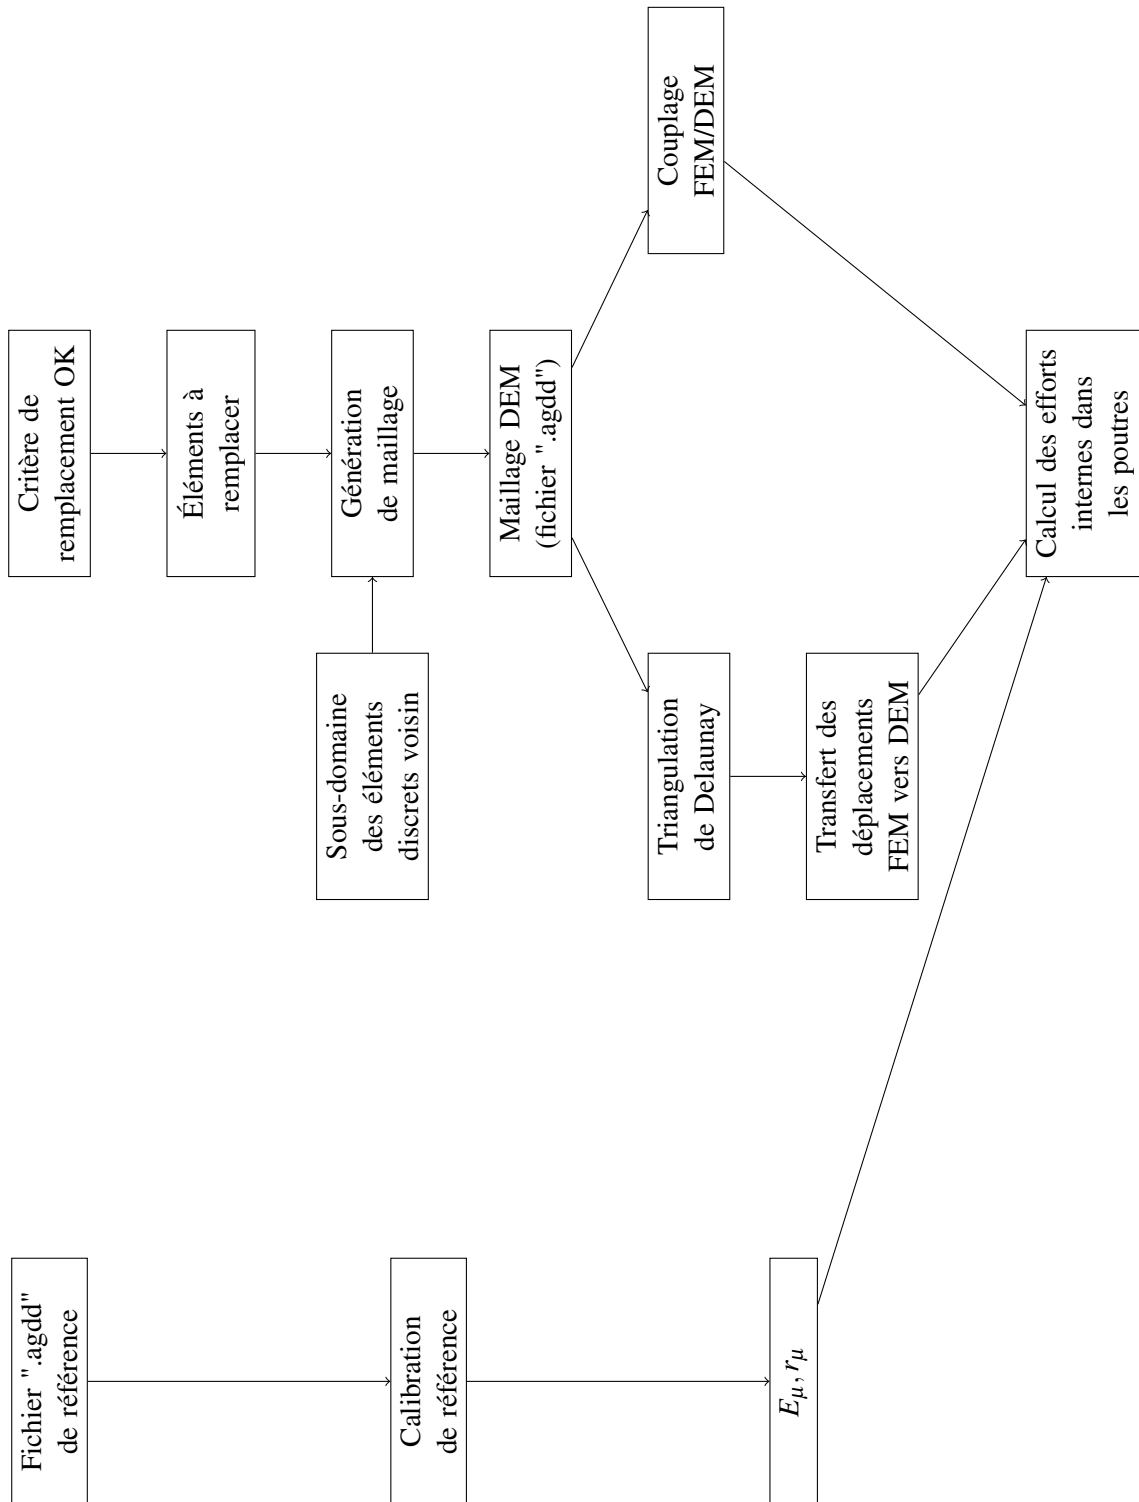 Fichier ".agdd"
de référence
Calibration
de référence
E_μ, r_μ
Critère de
remplacement OK
Éléments à
remplacer
Sous-domaine
des éléments
discrets voisin
Génération
de maillage
Maillage DEM
(fichier ".agdd")
Triangulation
de Delaunay
Transfert des
déplacements
FEM vers DEM
Couplage
FEM/DEM
Calcul des efforts
internes dans
les poutres